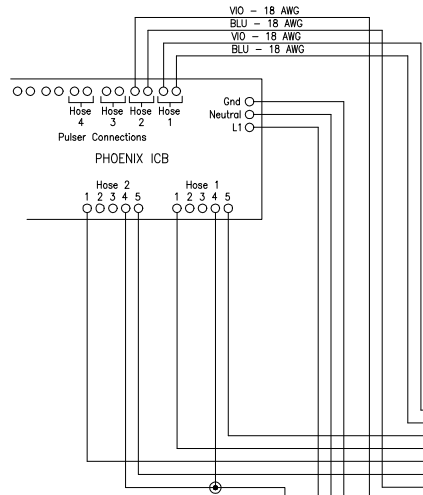 VIO - 18 AWG
BLU - 18 AWG
VIO - 18 AWG
BLU - 18 AWG
Hose 4
Hose 3
Hose 2
Hose 1
Gnd
Neutral
L1
Pulser Connections
PHOENIX ICB
Hose 2
1 2 3 4 5
Hose 1
1 2 3 4 5